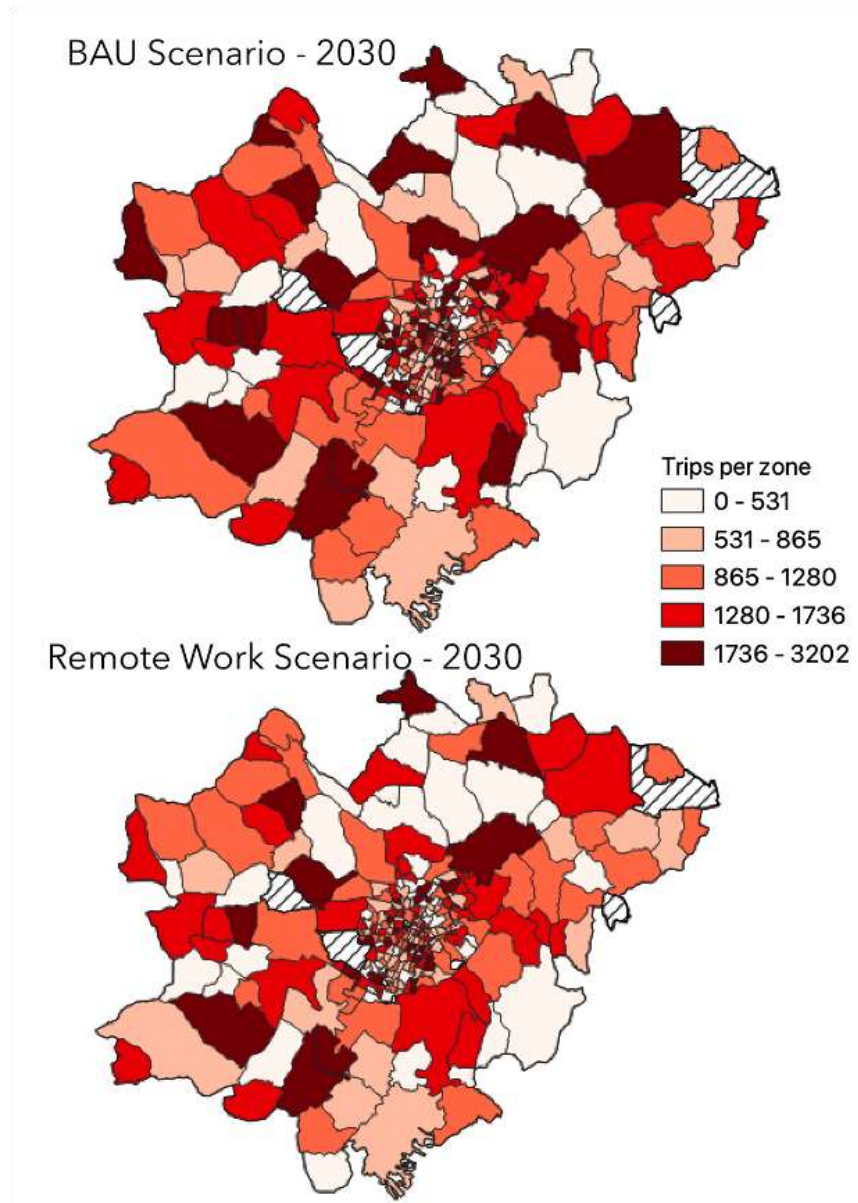 BAU Scenario - 2030
Trips per zone
0 - 531
531 - 865
865 - 1280
1280 - 1736
1736 - 3202
Remote Work Scenario - 2030